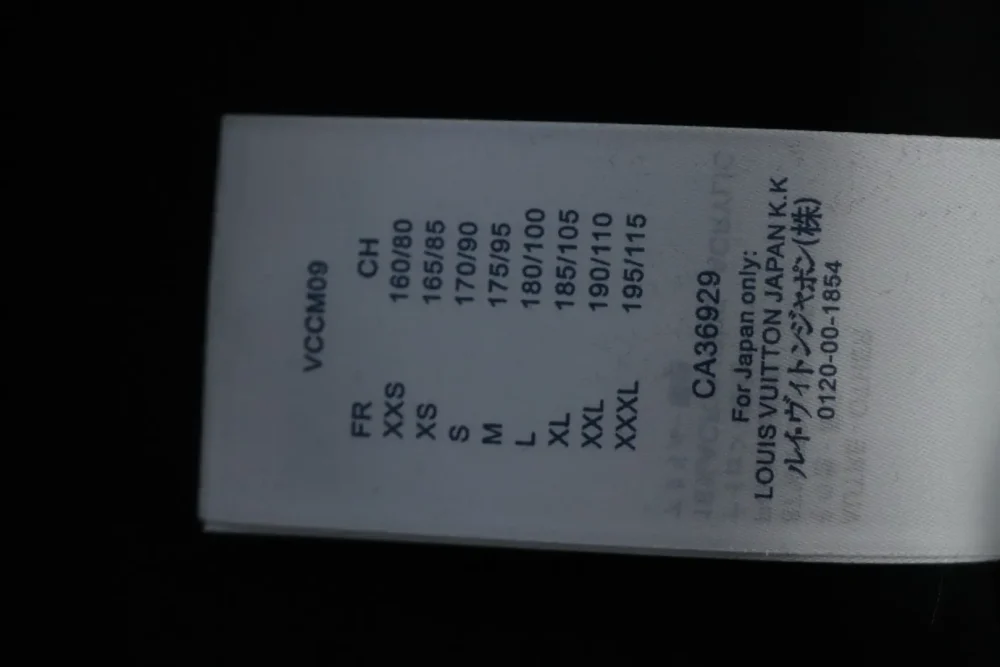 VCCM09
FR CH
XXS 160/80
XS 165/85
S 170/90
M 175/95
L 180/100
XL 185/105
XXL 190/110
XXXL 195/115
CA36929
For Japan only:
LOUIS VUITTON JAPAN K.K
ルイ・ヴィトンジャポン(株)
0120-00-1854